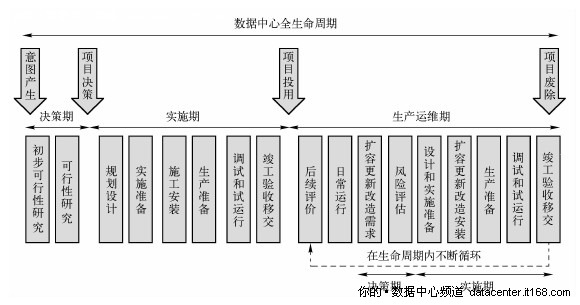 数据中心全生命周期
意图产生
项目决策
项目投用
项目废除
决策期
实施期
生产运维期
初步可行性研究
可行性研究
规划设计
实施准备
施工安装
生产准备
调试和试运行
竣工验收移交
后续评价
日常运行
扩容更新改造需求
风险评估
设计和实施准备
扩容更新改造安装
生产准备
调试和试运行
竣工验收移交
在生命周期内不断循环
决策期
实施期
你的·数据中心频道 datacenter.it168.com